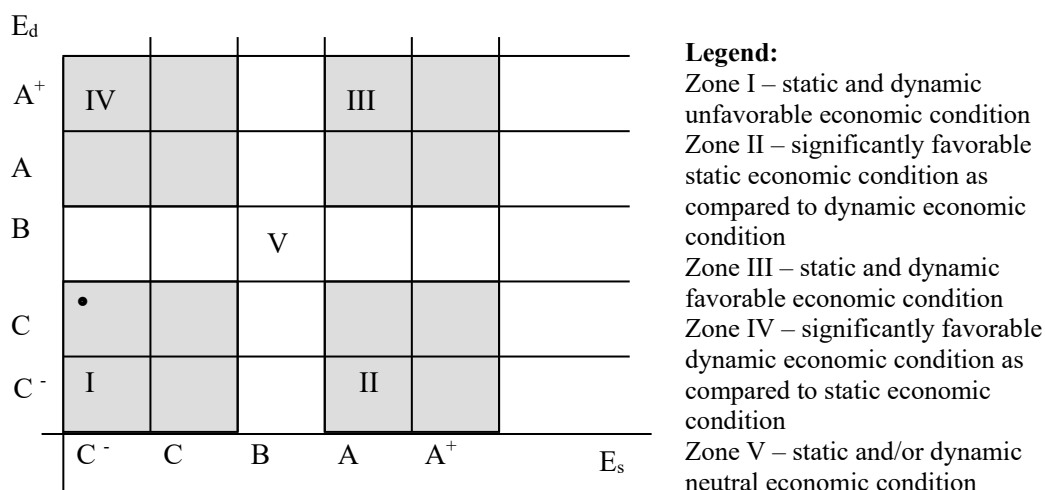 E_d
A⁺ IV III
A
B V
C
C ⁻ I II
C ⁻ C B A A⁺ E_s
Legend:
Zone I – static and dynamic
unfavorable economic condition
Zone II – significantly favorable
static economic condition as
compared to dynamic economic
condition
Zone III – static and dynamic
favorable economic condition
Zone IV – significantly favorable
dynamic economic condition as
compared to static economic
condition
Zone V – static and/or dynamic
neutral economic condition